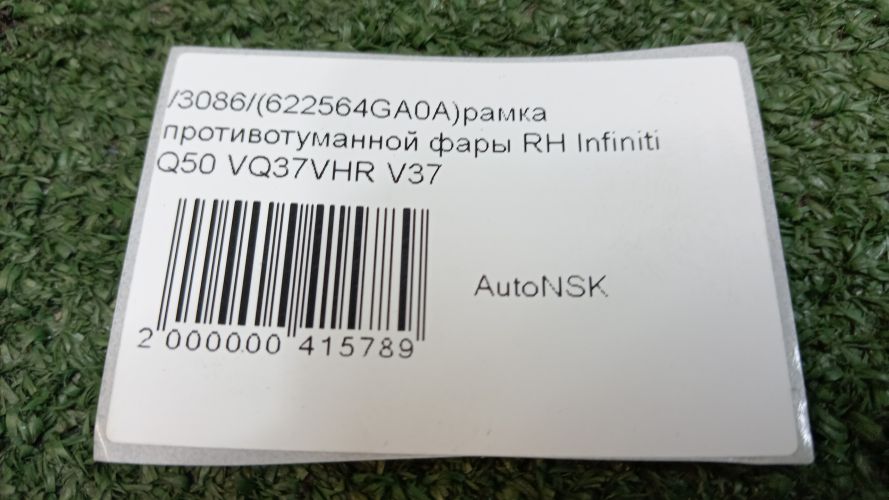 /3086/(622564GA0A)рамка
противотуманной фары RH Infiniti
Q50 VQ37VHR V37
AutoNSK
2 000000 415789